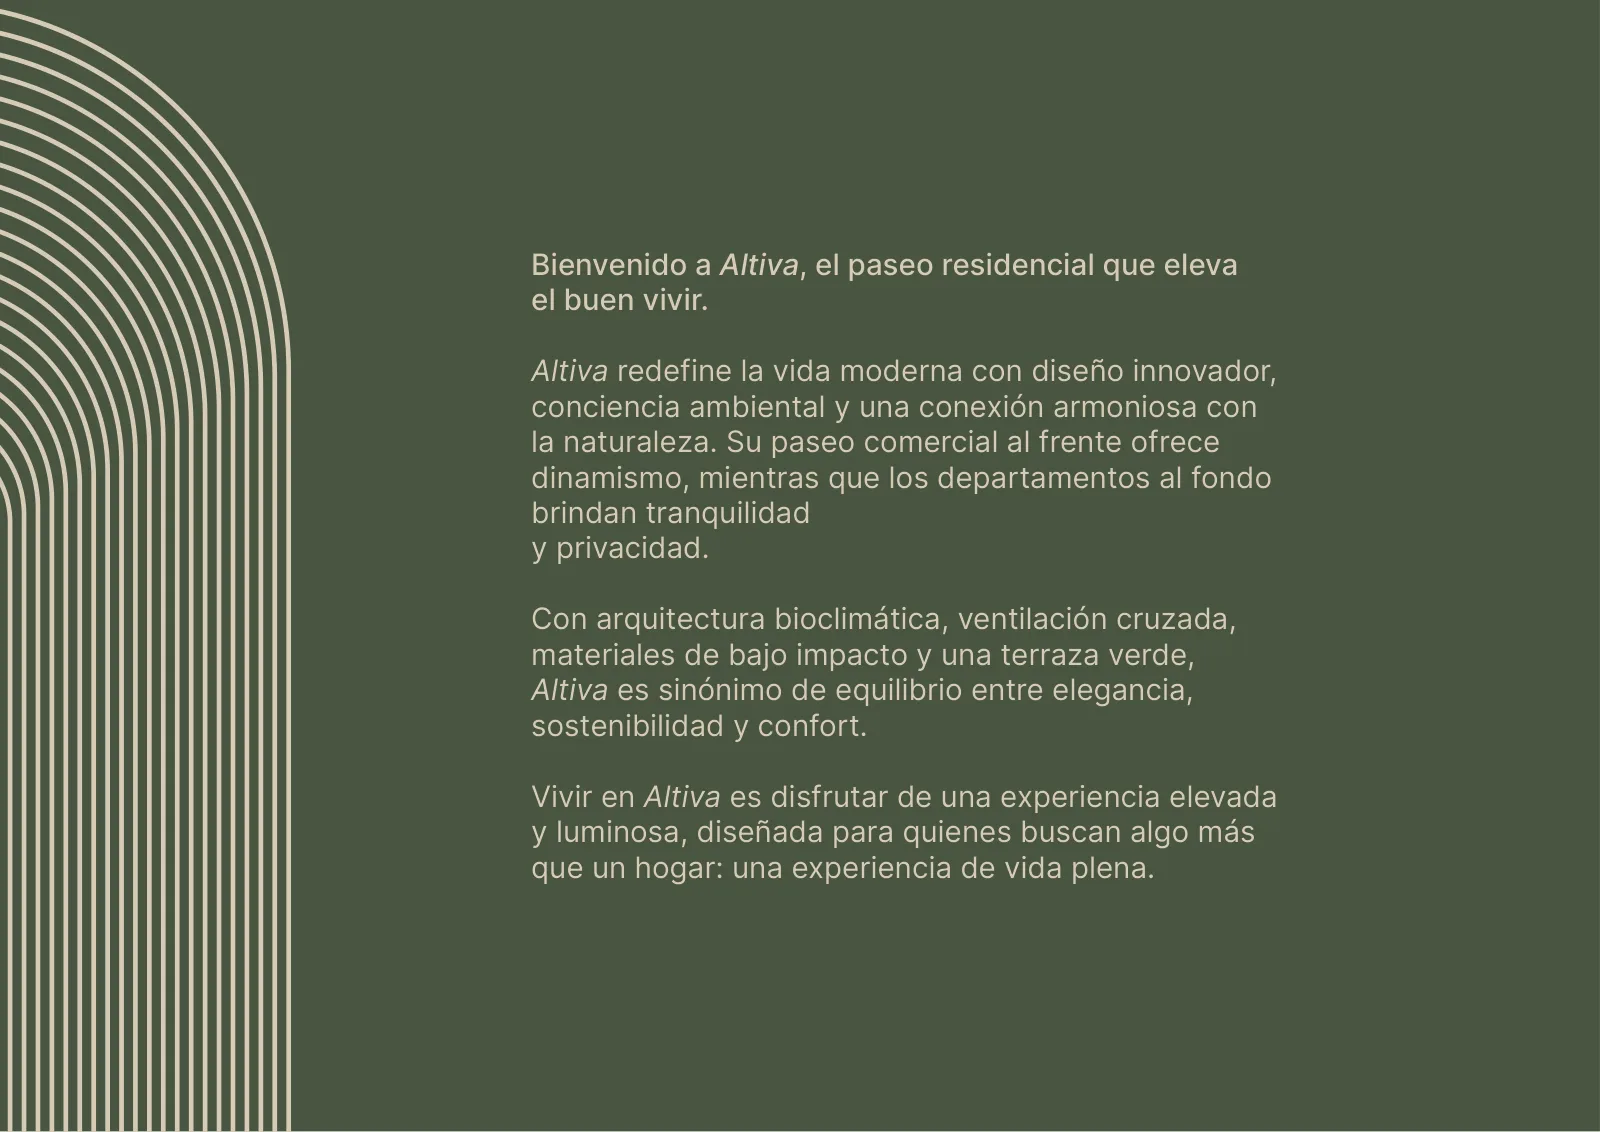 Bienvenido a Altiva, el paseo residencial que eleva
el buen vivir.
Altiva redefine la vida moderna con diseño innovador,
conciencia ambiental y una conexión armoniosa con
la naturaleza. Su paseo comercial al frente ofrece
dinamismo, mientras que los departamentos al fondo
brindan tranquilidad
y privacidad.
Con arquitectura bioclimática, ventilación cruzada,
materiales de bajo impacto y una terraza verde,
Altiva es sinónimo de equilibrio entre elegancia,
sostenibilidad y confort.
Vivir en Altiva es disfrutar de una experiencia elevada
y luminosa, diseñada para quienes buscan algo más
que un hogar: una experiencia de vida plena.